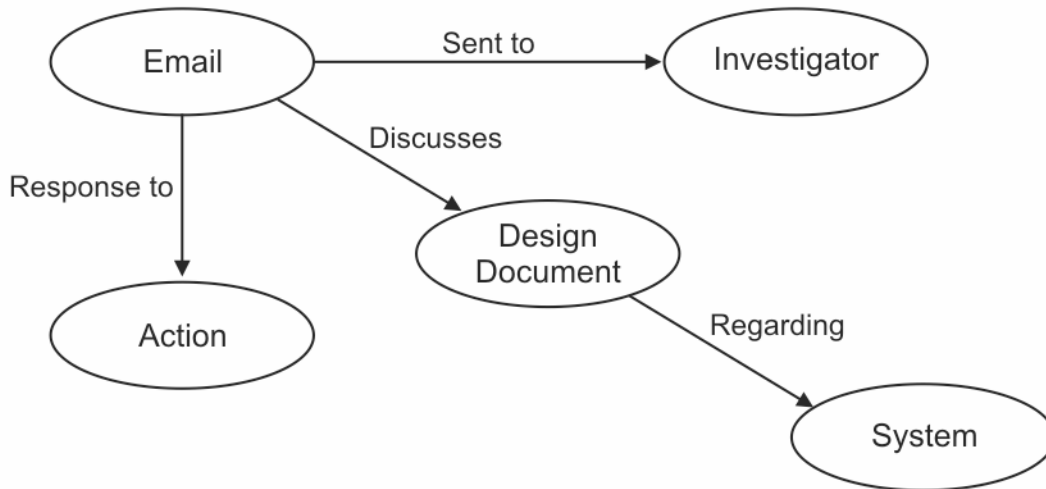 Email
Sent to
Investigator
Discusses
Response to
Design
Document
Action
Regarding
System